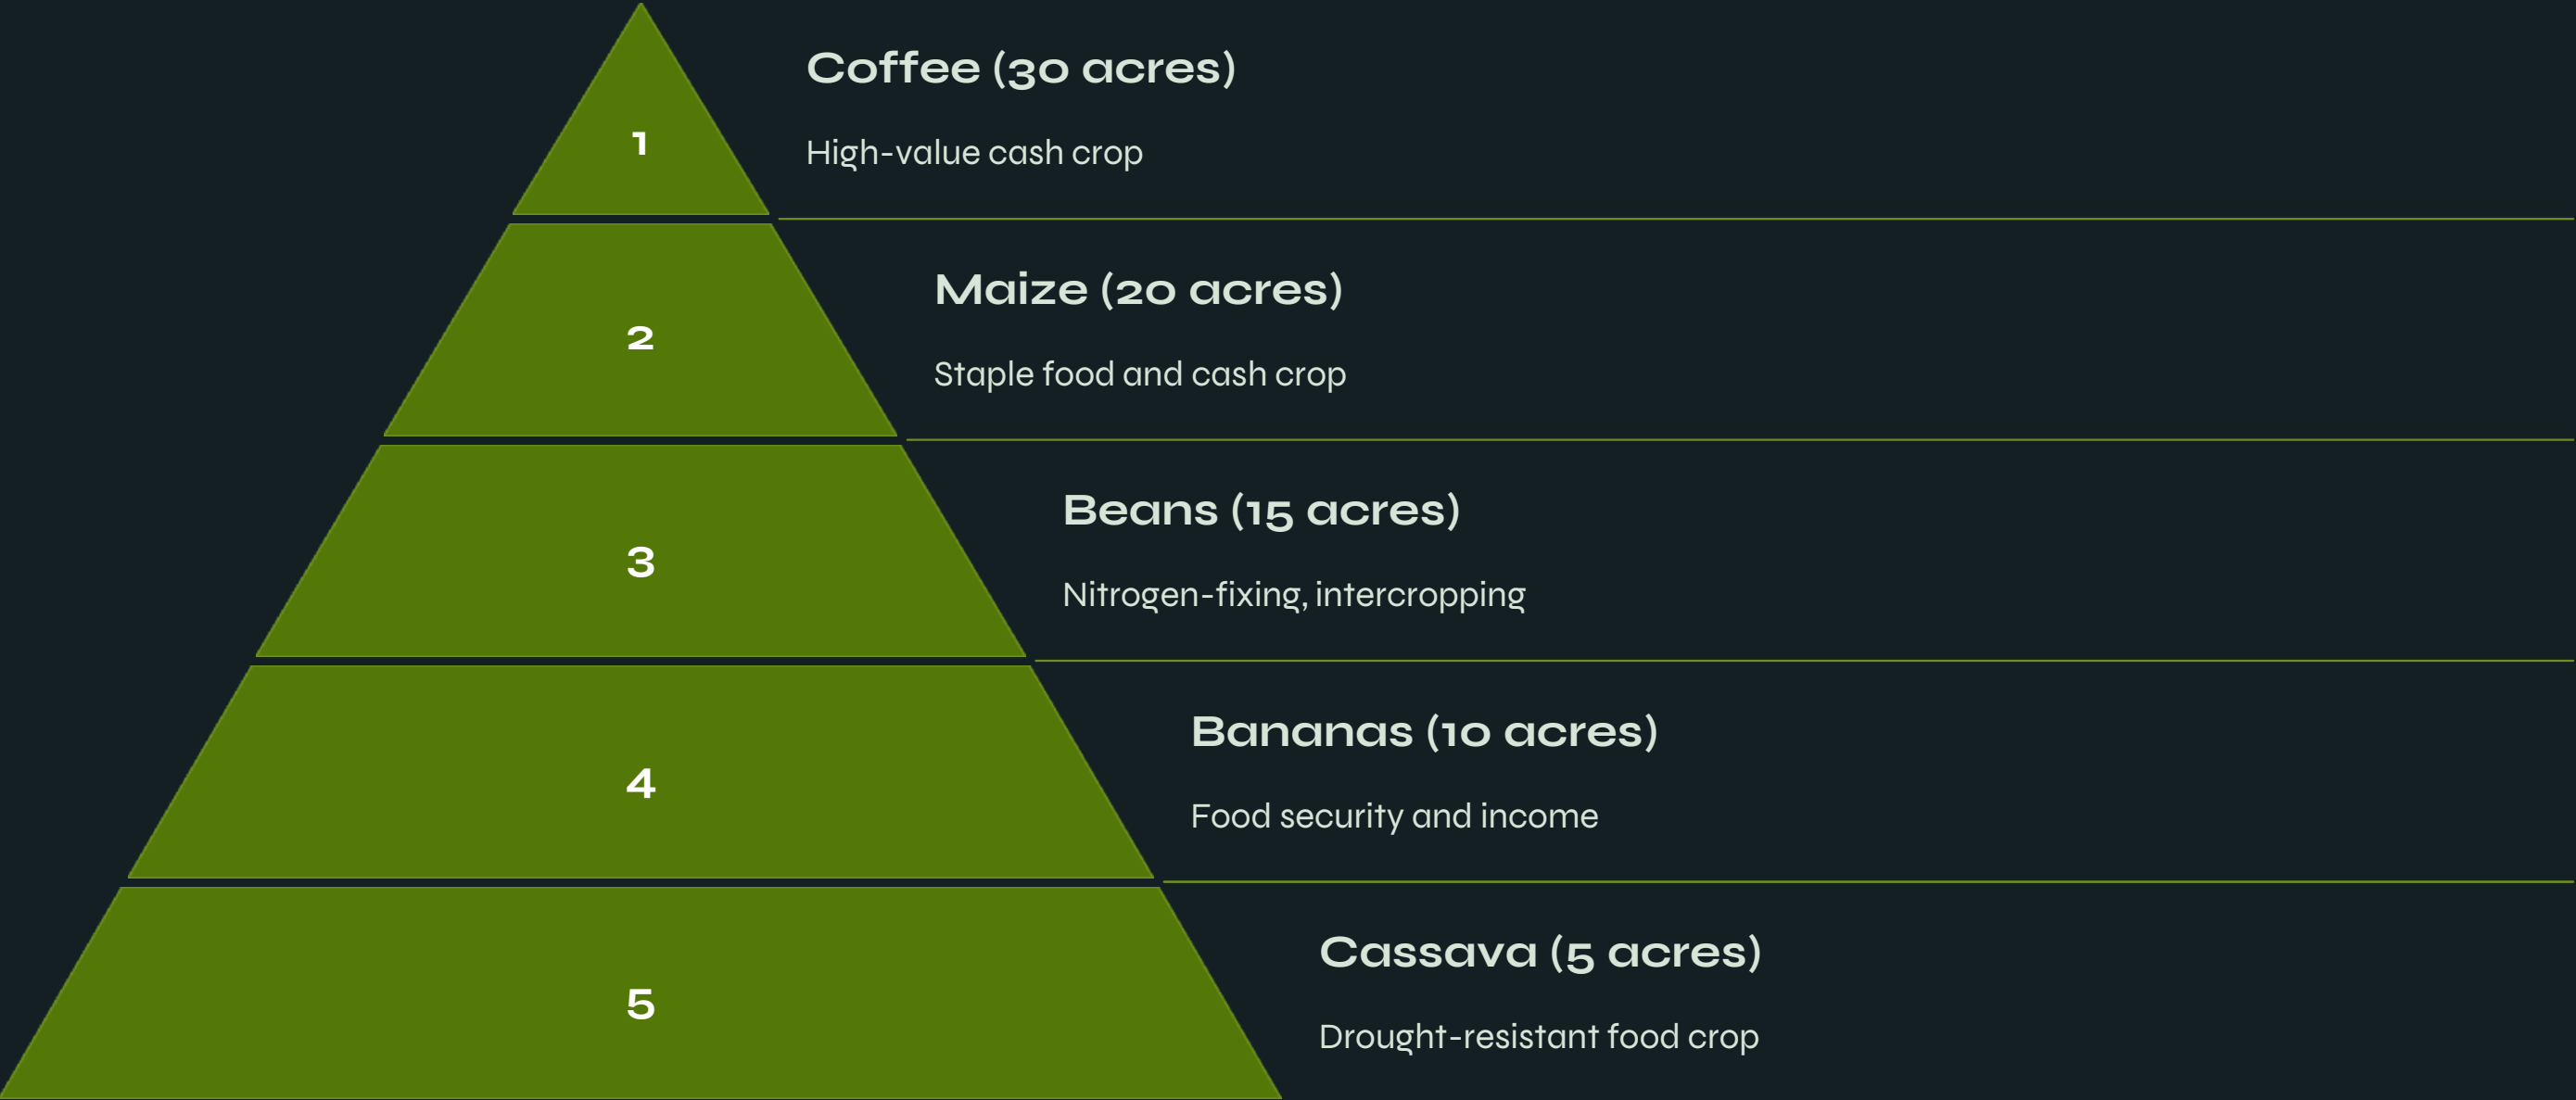 1
Coffee (30 acres)
High-value cash crop
2
Maize (20 acres)
Staple food and cash crop
3
Beans (15 acres)
Nitrogen-fixing, intercropping
4
Bananas (10 acres)
Food security and income
5
Cassava (5 acres)
Drought-resistant food crop